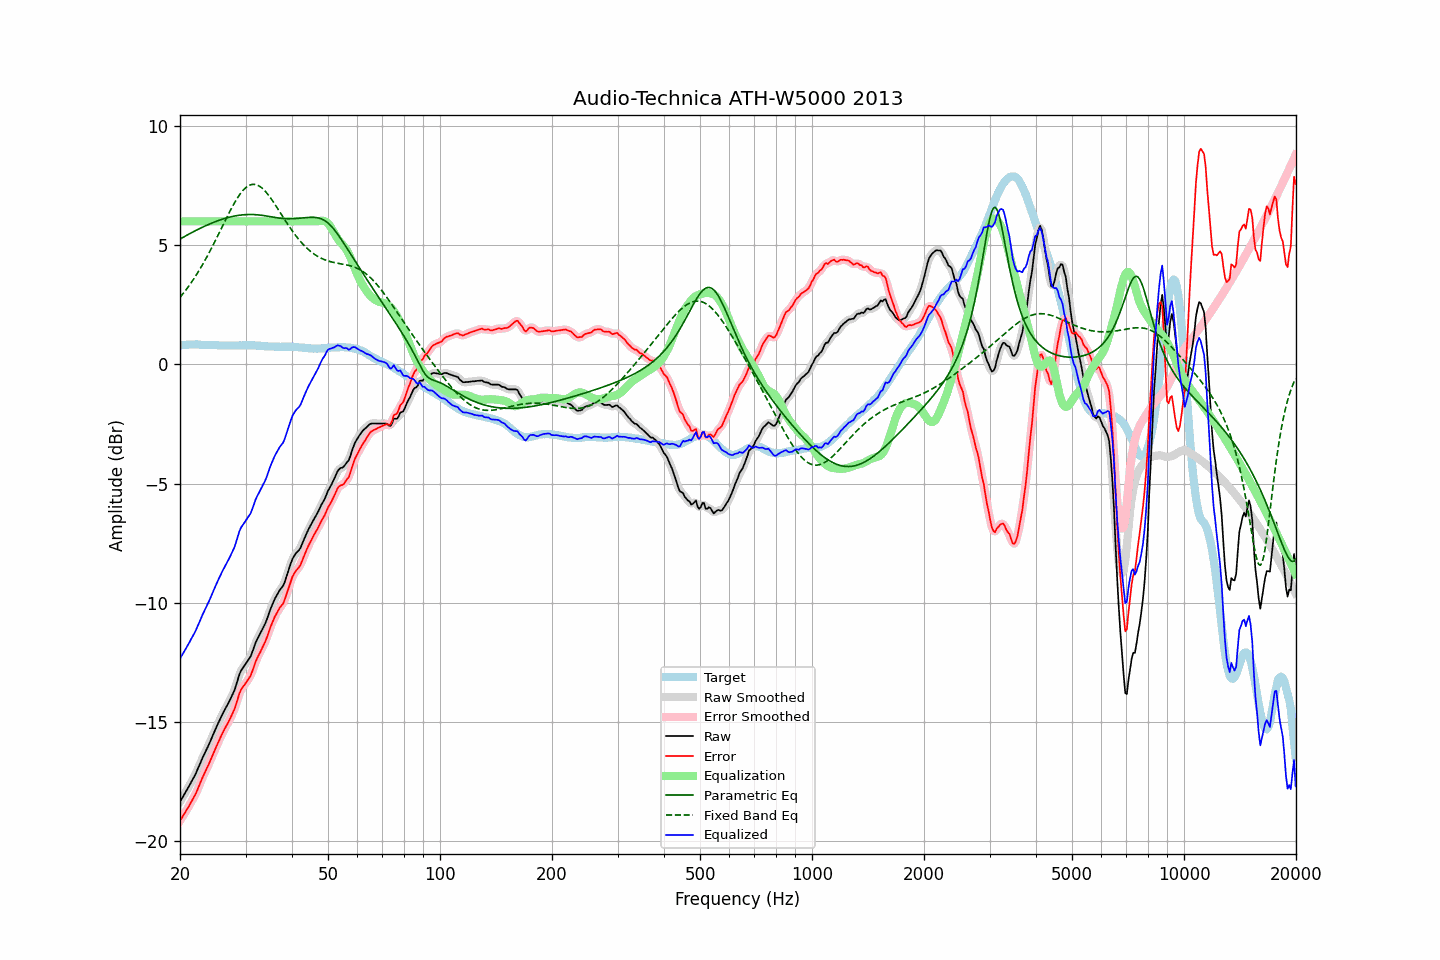 Audio-Technica ATH-W5000 2013
Amplitude (dBr)
10
5
0
−5
−10
−15
−20
Target
Raw Smoothed
Error Smoothed
Raw
Error
Equalization
Parametric Eq
Fixed Band Eq
Equalized
20 50 100 200 500 1000 2000 5000 10000 20000
Frequency (Hz)